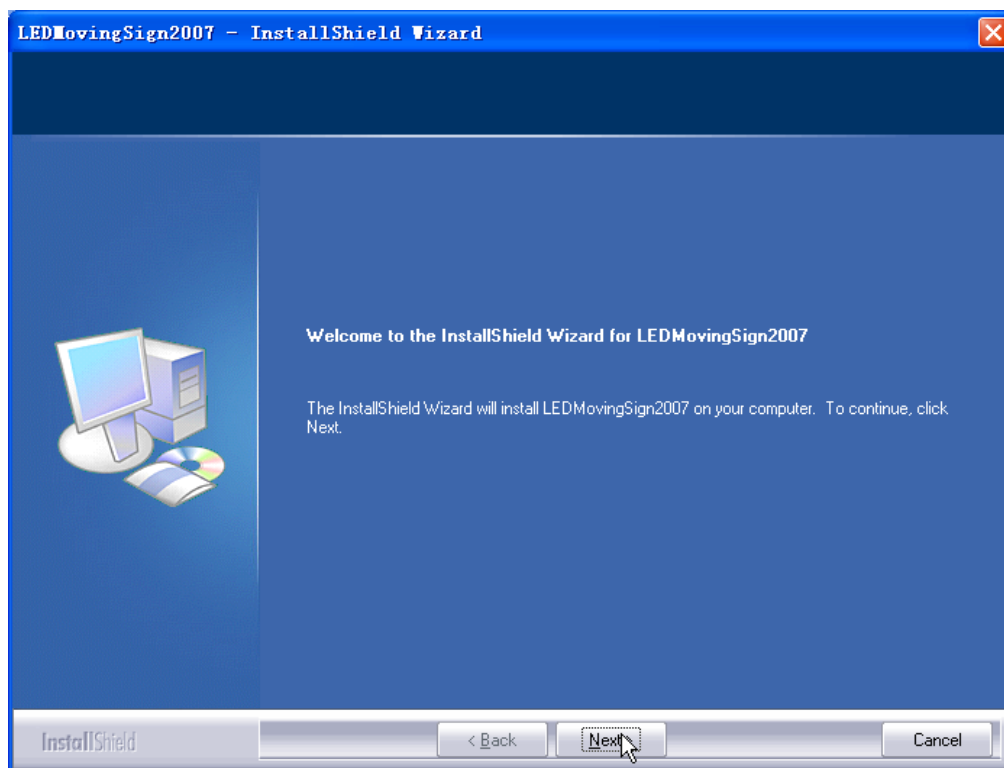 LEDMovingSign2007 - InstallShield Wizard
Welcome to the InstallShield Wizard for LEDMovingSign2007
The InstallShield Wizard will install LEDMovingSign2007 on your computer. To continue, click
Next.
InstallShield
< Back
Next >
Cancel